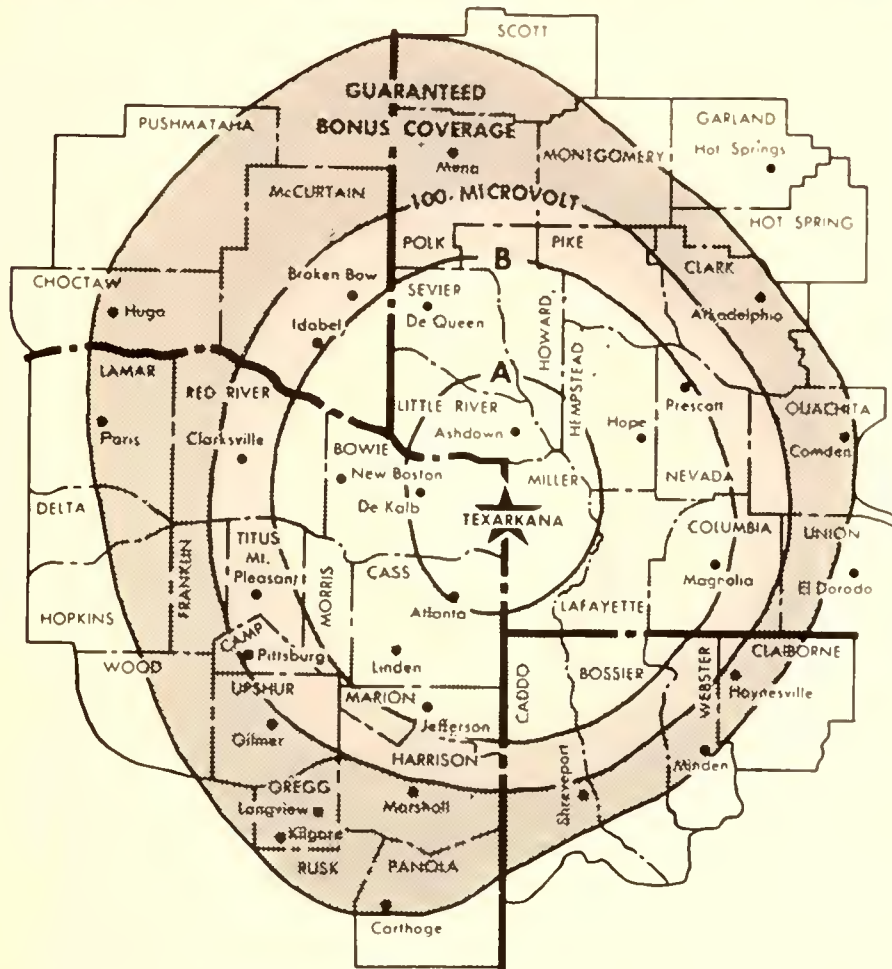 SCOTT
GUARANTEED
BONUS COVERAGE
PUSHMATAHA
GARLAND
Hot Springs
Mena
MONTGOMERY
McCURTAIN
100 MICROVOLT
HOT SPRING
POLK
PIKE
B
CLARK
Broken Bow
SEVIER
De Queen
CHOCTAW
Hugo
Idabel
HOWARD
Arkadelphia
LAMAR
RED RIVER
A
HEMPSTEAD
LITTLE RIVER
Prescott
OUACHITA
Paris
Clarksville
BOWIE
Ashdown
Hope
Camden
New Boston
De Kalb
MILLER
NEVADA
DELTA
TEXARKANA
COLUMBIA
UNION
TITUS
Mt.
Pleasant
FRANKLIN
MORRIS
CASS
Magnolia
El Dorado
HOPKINS
Atlanta
LAFAYETTE
CAMP
Pittsburg
WOOD
Linden
CADDO
BOSSIER
WEBSTER
CLAIBORNE
UPSHUR
MARION
Haynesville
Gilmer
Jefferson
HARRISON
Minden
GREGG
Longview
Marshall
Shreveport
Kilgore
RUSK
PANOLA
Carthage